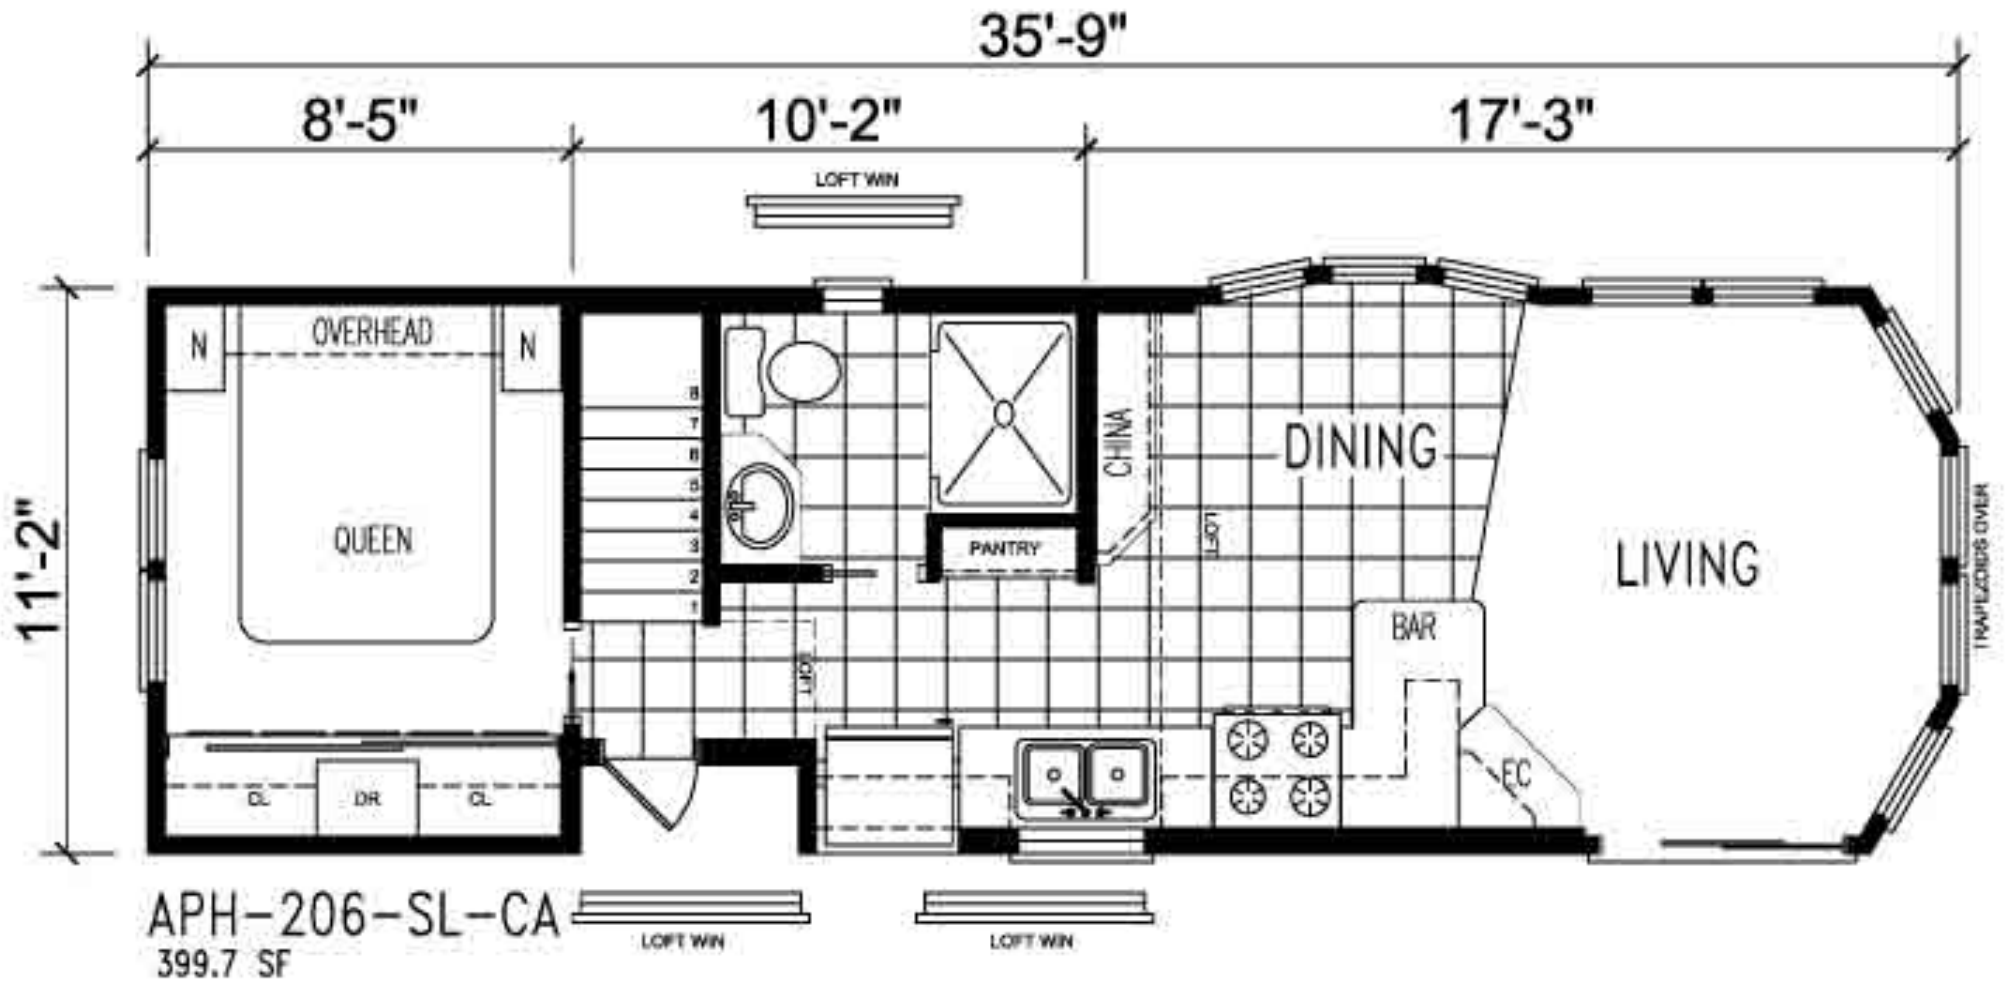 35'-9"
8'-5"
10'-2"
17'-3"
LOFT WIN
11'-2"
N
OVERHEAD
N
QUEEN
8
7
6
5
4
3
2
1
PANTRY
CHINA
DINING
LOFT
LIVING
TRAPEZOIDS OVER
BAR
LOFT
EC
CL
DR
CL
APH-206-SL-CA
399.7 SF
LOFT WIN
LOFT WIN